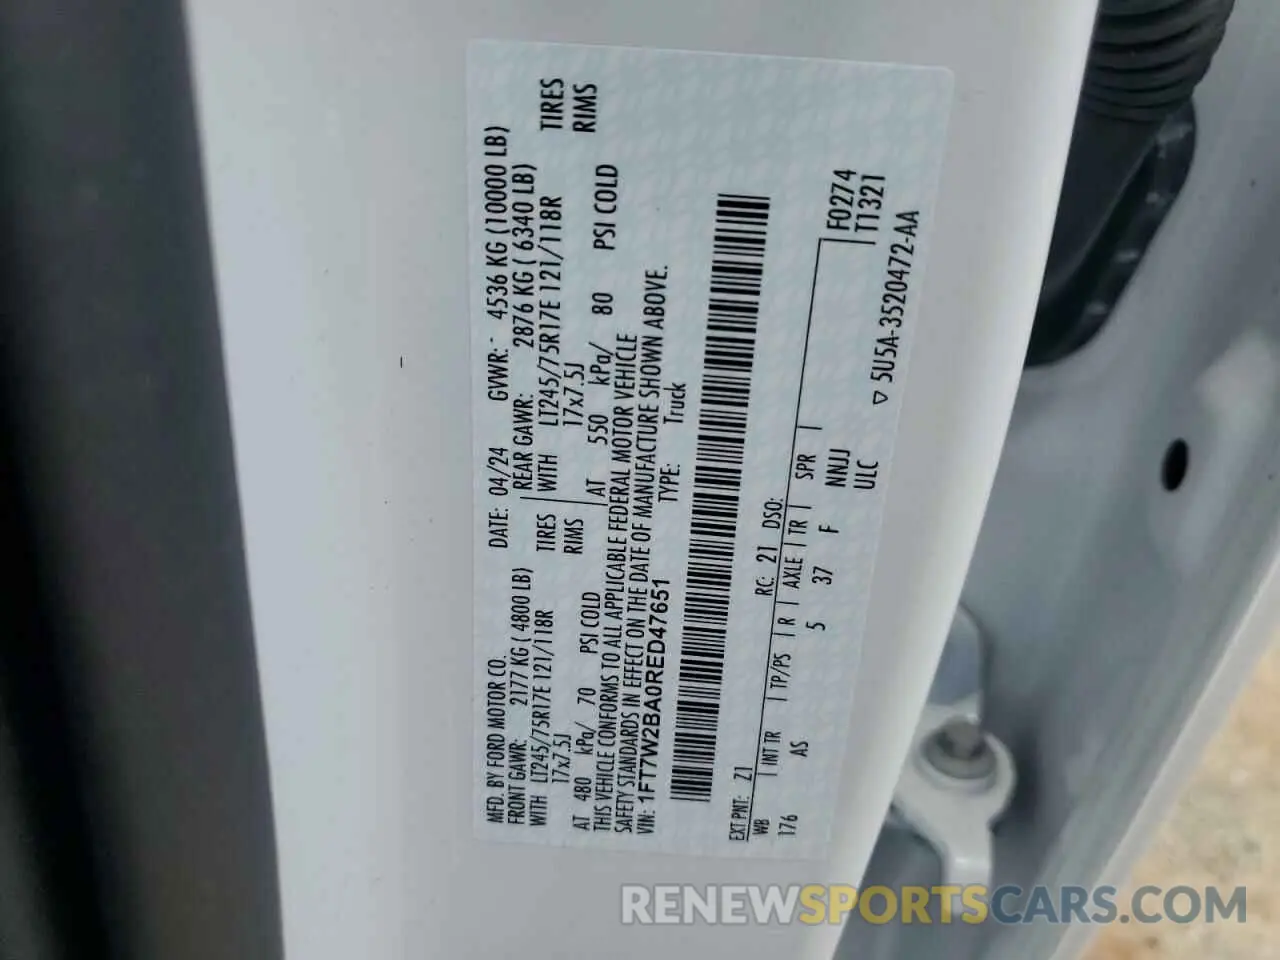 MFD. BY FORD MOTOR CO.
DATE: 04/24 GVWR:- 4536 KG (10000 LB)
FRONT GAWR: 2177 KG ( 4800 LB)
REAR GAWR: 2876 KG ( 6340 LB)
WITH LT245/75R17E 121/118R TIRES
WITH LT245/75R17E 121/118R TIRES
17x7.5J RIMS
17x7.5J RIMS
AT 480 kPa/ 70 PSI COLD
AT 550 kPa/ 80 PSI COLD
THIS VEHICLE CONFORMS TO ALL APPLICABLE FEDERAL MOTOR VEHICLE
SAFETY STANDARDS IN EFFECT ON THE DATE OF MANUFACTURE SHOWN ABOVE.
VIN: 1FT7W2BA0RED47651 TYPE: Truck
EXT PNT: Z1 RC: 21 DSO:
WB INT TR TP/PS R AXLE TR SPR
176 AS 5 37 F NNJJ
ULC
F0274
T1321
▽ 5U5A-3520472-AA
RENEWSPORTSCARS.COM